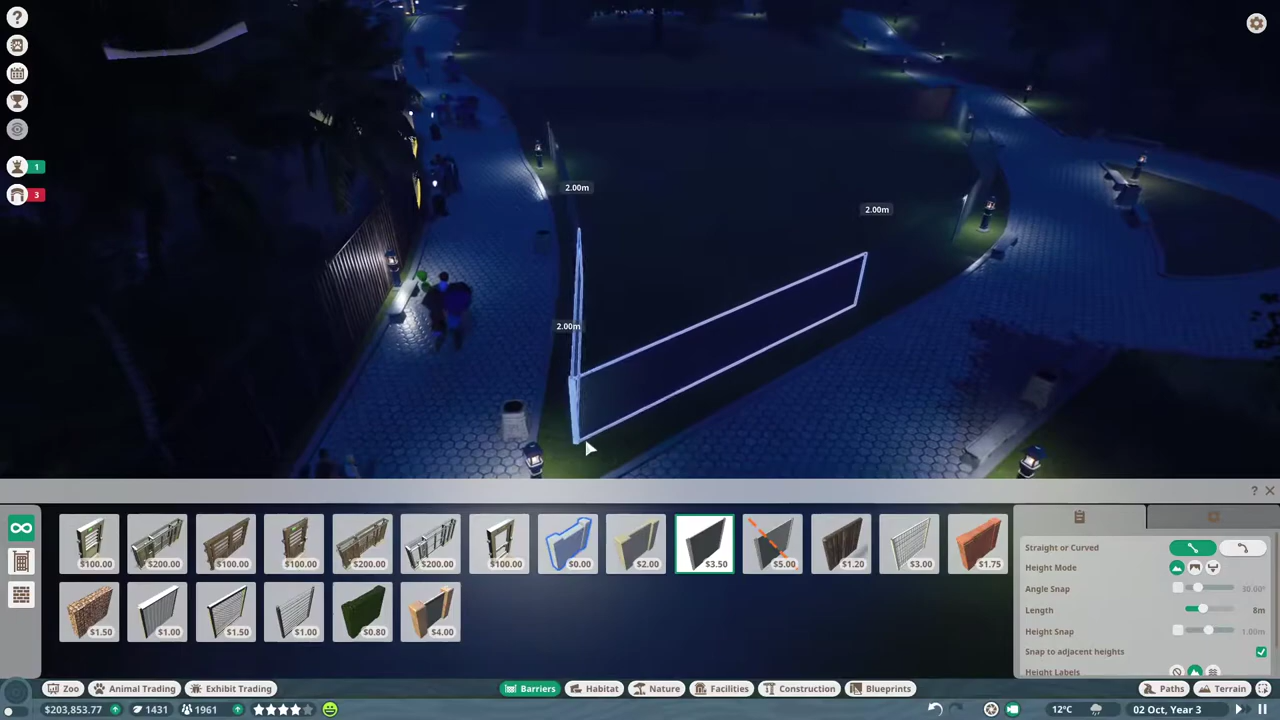 ?
1
3
2.00m
2.00m
2.00m
?
$100.00
$200.00
$100.00
$100.00
$200.00
$200.00
$100.00
$0.00
$2.00
$3.50
$5.00
$1.20
$3.00
$1.75
$1.50
$1.00
$1.50
$1.00
$0.80
$4.00
Straight or Curved
Height Mode
Angle Snap 30.00°
Length 8m
Height Snap 1.00m
Snap to adjacent heights
Height Labels
Zoo Animal Trading Exhibit Trading Barriers Habitat Nature Facilities Construction Blueprints Paths Terrain
$203,853.77 1431 1961 12°C 02 Oct, Year 3